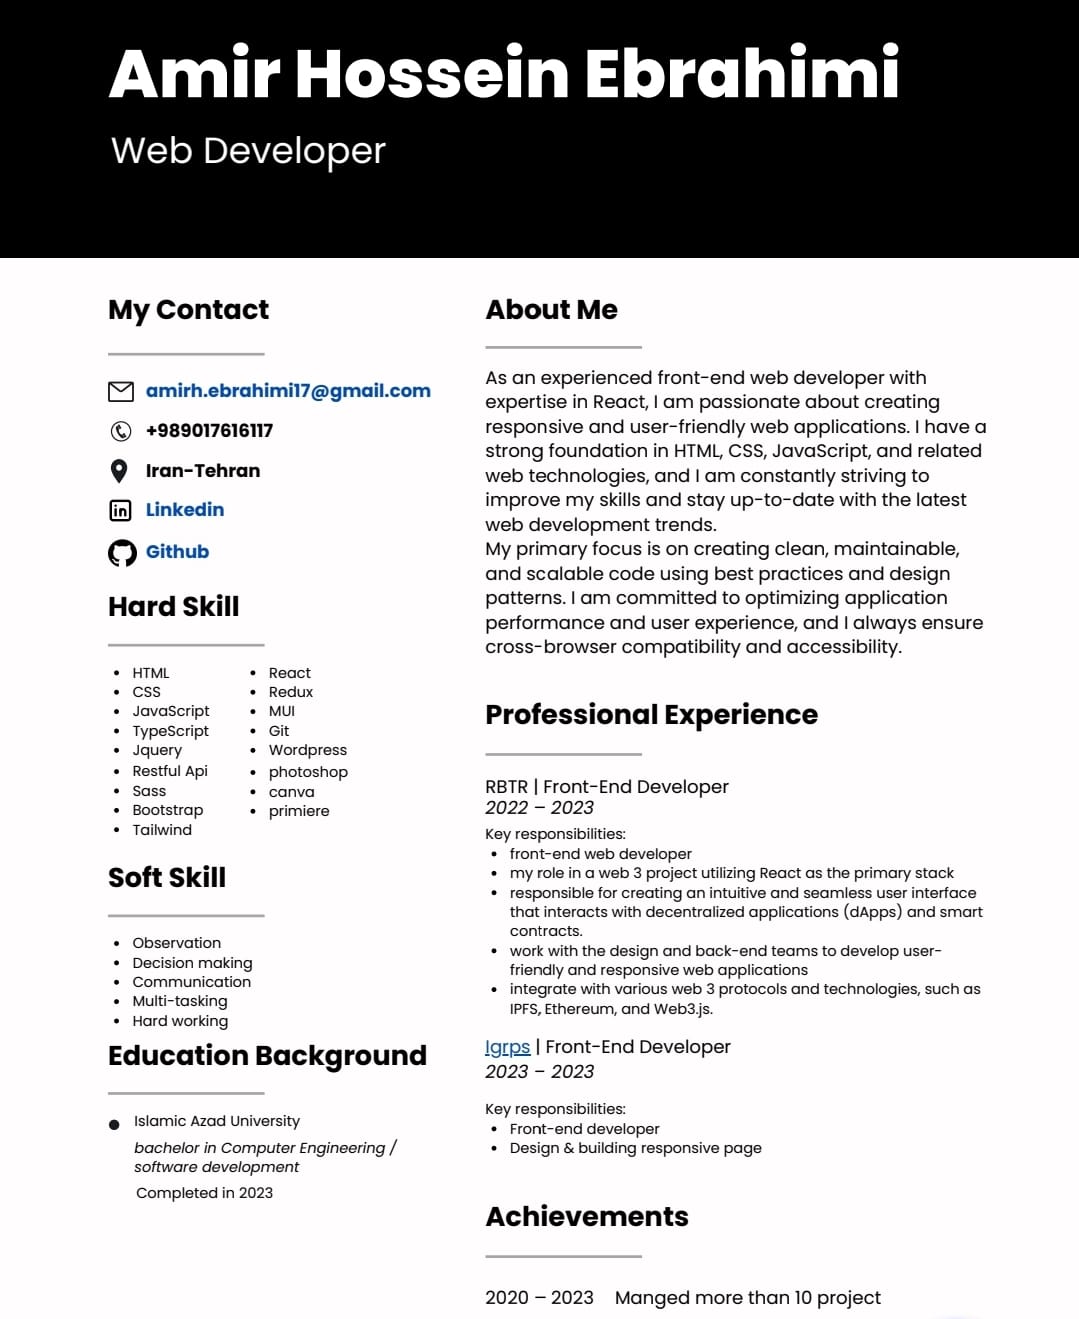 Amir Hossein Ebrahimi
Web Developer
My Contact
amirh.ebrahimi17@gmail.com
+989017616117
Iran-Tehran
Linkedin
Github
Hard Skill
HTML
CSS
JavaScript
TypeScript
Jquery
Restful Api
Sass
Bootstrap
Tailwind
React
Redux
MUI
Git
Wordpress
photoshop
canva
primiere
Soft Skill
Observation
Decision making
Communication
Multi-tasking
Hard working
Education Background
Islamic Azad University
bachelor in Computer Engineering /
software development
Completed in 2023
About Me
As an experienced front-end web developer with
expertise in React, I am passionate about creating
responsive and user-friendly web applications. I have a
strong foundation in HTML, CSS, JavaScript, and related
web technologies, and I am constantly striving to
improve my skills and stay up-to-date with the latest
web development trends.
My primary focus is on creating clean, maintainable,
and scalable code using best practices and design
patterns. I am committed to optimizing application
performance and user experience, and I always ensure
cross-browser compatibility and accessibility.
Professional Experience
RBTR | Front-End Developer
2022 – 2023
Key responsibilities:
front-end web developer
my role in a web 3 project utilizing React as the primary stack
responsible for creating an intuitive and seamless user interface
that interacts with decentralized applications (dApps) and smart
contracts.
work with the design and back-end teams to develop user-
friendly and responsive web applications
integrate with various web 3 protocols and technologies, such as
IPFS, Ethereum, and Web3.js.
Igrps | Front-End Developer
2023 – 2023
Key responsibilities:
Front-end developer
Design & building responsive page
Achievements
2020 – 2023 Manged more than 10 project